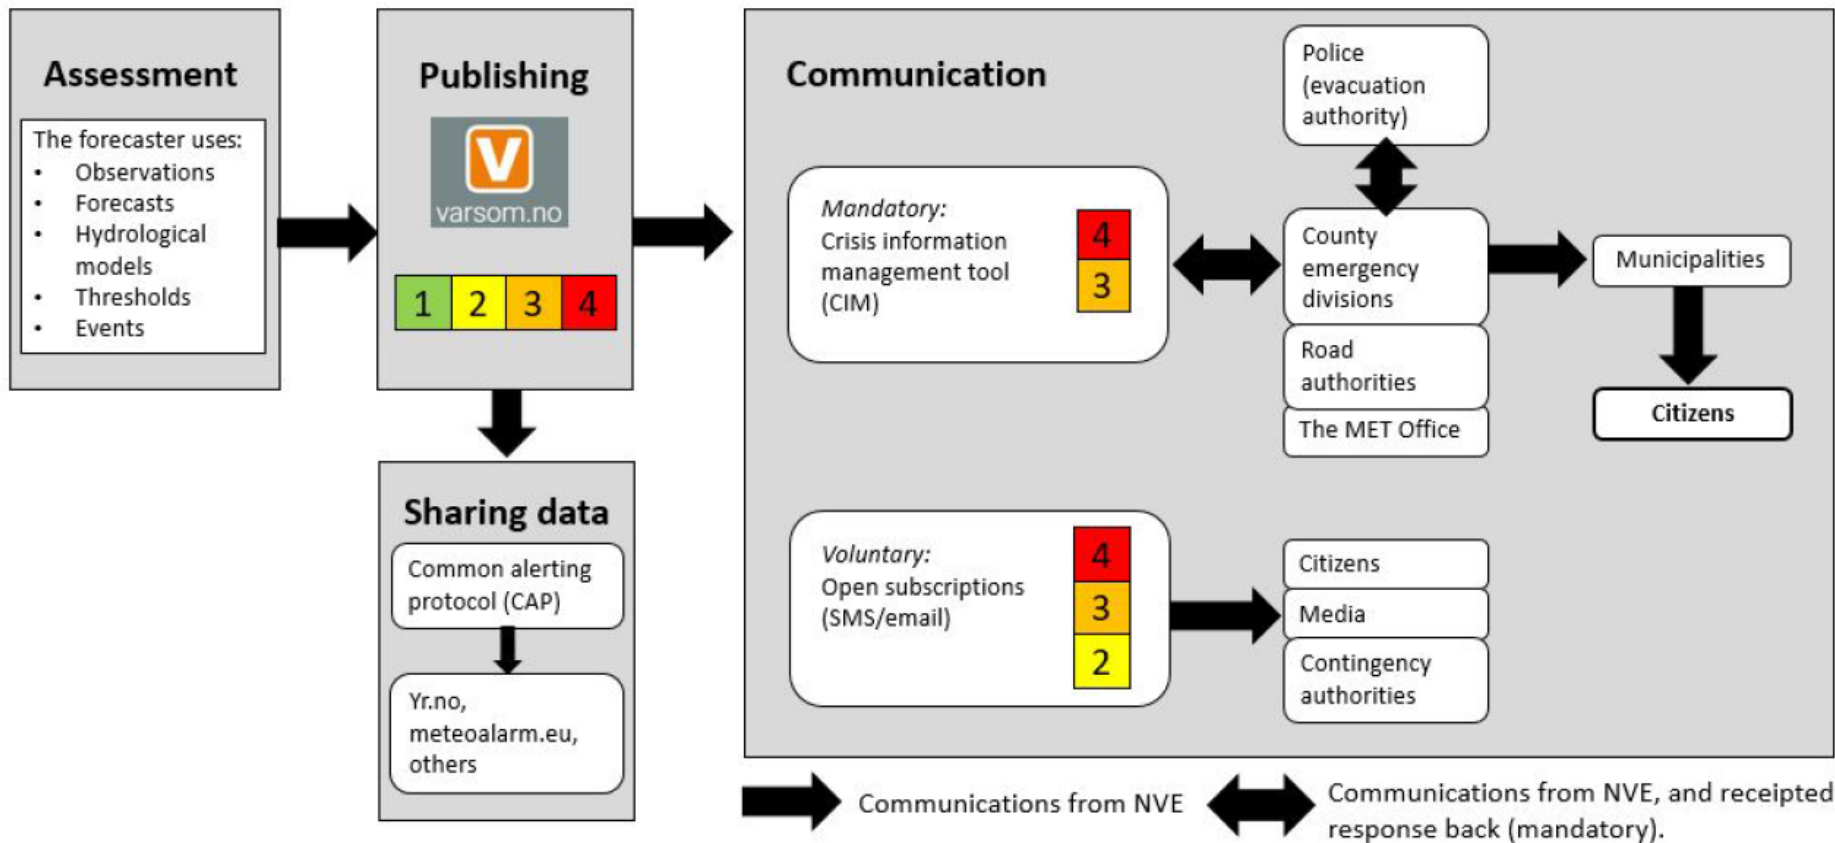 Assessment
The forecaster uses:
• Observations
• Forecasts
• Hydrological
models
• Thresholds
• Events
Publishing
V
varsom.no
1 2 3 4
Sharing data
Common alerting
protocol (CAP)
Yr.no,
meteoalarm.eu,
others
Communication
Mandatory:
Crisis information
management tool
(CIM)
4
3
Police
(evacuation
authority)
County
emergency
divisions
Road
authorities
The MET Office
Municipalities
Citizens
Voluntary:
Open subscriptions
(SMS/email)
4
3
2
Citizens
Media
Contingency
authorities
Communications from NVE
Communications from NVE, and receipted
response back (mandatory).